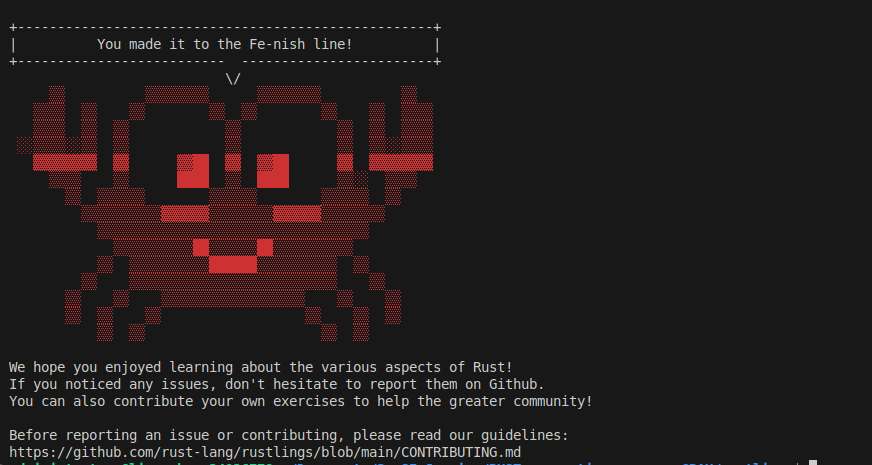 You made it to the Fe-nish line!
We hope you enjoyed learning about the various aspects of Rust!
If you noticed any issues, don't hesitate to report them on Github.
You can also contribute your own exercises to help the greater community!
Before reporting an issue or contributing, please read our guidelines:
https://github.com/rust-lang/rustlings/blob/main/CONTRIBUTING.md